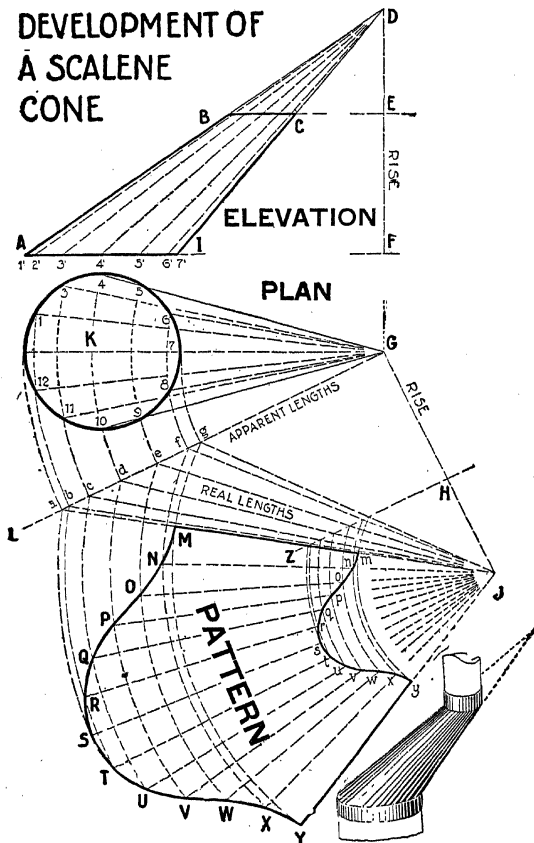 DEVELOPMENT OF
A SCALENE
CONE
D
B
C
E
RISE
A
I
ELEVATION
F
1' 2' 3' 4' 5' 6' 7'
PLAN
4
3 5
1 6
K 7
G
12 8
11 9
10
RISE
APPARENT LENGTHS
a b c d e f g
REAL LENGTHS
L
H
M
Z
N
n m
O
o
J
P
p
PATTERN
Q
q
R
s t u v w x y
S
T
U
V
W
X
Y